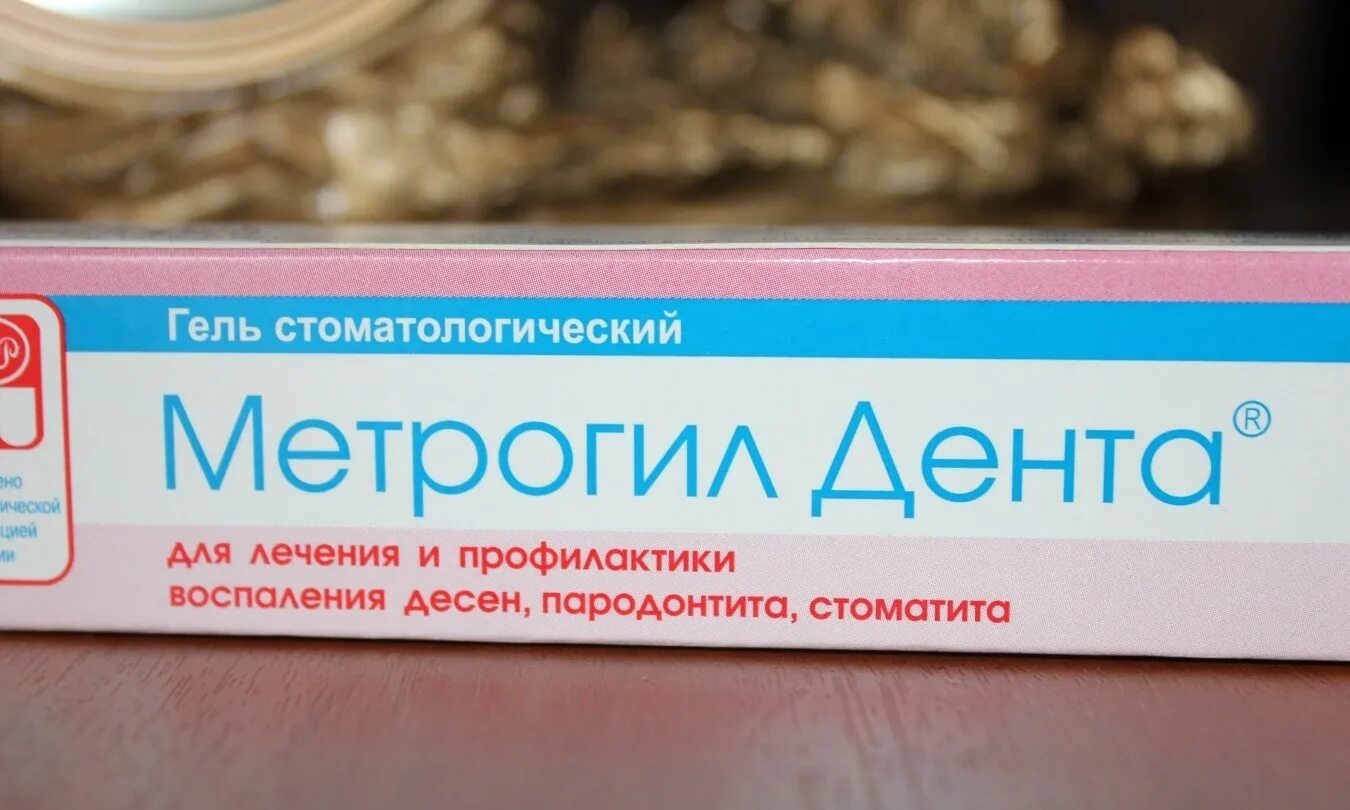 Гель стоматологический
Метрогил Дента®
для лечения и профилактики
воспаления десен, пародонтита, стоматита